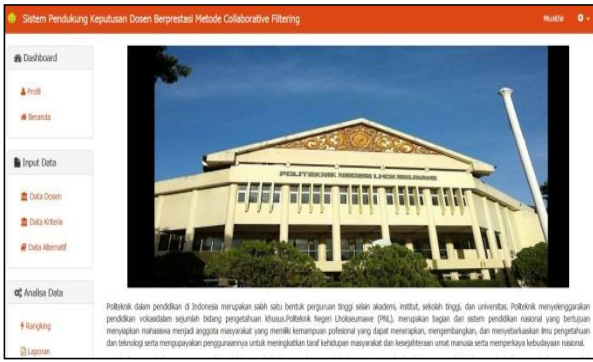 Sistem Pendukung Keputusan Dosen Berprestasi Metode Collaborative Filtering
Muakhir
Dashboard
Profil
Beranda
Input Data
Data Dosen
Data Kriteria
Data Alternatif
Analisa Data
Rangking
Laporan
POLITEKNIK NEGERI LHOKSEUMAWE
Politeknik dalam pendidikan di Indonesia merupakan salah satu bentuk perguruan tinggi selain akademi, institut, sekolah tinggi, dan universitas. Politeknik menyelenggarakan
pendidikan vokasidalam sejumlah bidang pengetahuan khusus.Politeknik Negeri Lhokseumawe (PNL), merupakan bagian dari sistem pendidikan nasional yang bertujuan
menyiapkan mahasiswa menjadi anggota masyarakat yang memiliki kemampuan pofesional yang dapat menerapkan, mengembangkan, dan menyebarluaskan ilmu pengetahuan
dan teknologi serta mengupayakan penggunaannya untuk meningkatkan taraf kehidupan masyarakat dan kesejahteraan umat manusia serta memperkaya kebudayaan nasional.